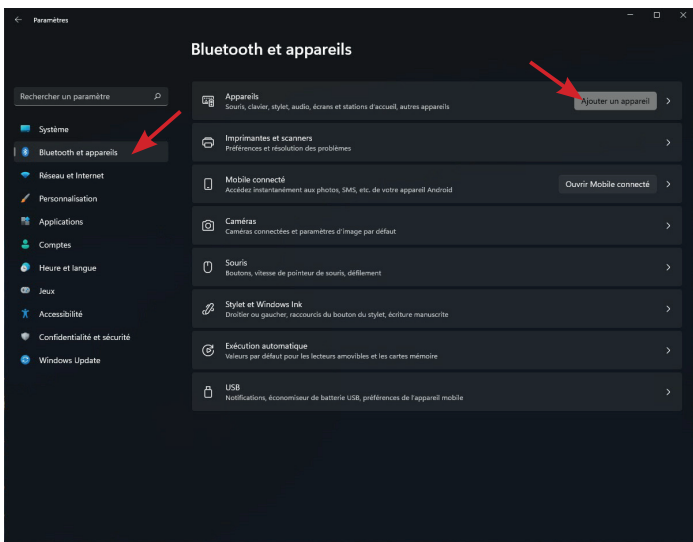 Paramètres
Bluetooth et appareils
Rechercher un paramètre
Système
Bluetooth et appareils
Réseau et Internet
Personnalisation
Applications
Comptes
Heure et langue
Jeux
Accessibilité
Confidentialité et sécurité
Windows Update
Appareils
Souris, clavier, stylet, audio, écrans et stations d'accueil, autres appareils
Ajouter un appareil
Imprimantes et scanners
Préférences et résolution des problèmes
Mobile connecté
Accédez instantanément aux photos, SMS, etc. de votre appareil Android
Ouvrir Mobile connecté
Caméras
Caméras connectées et paramètres d'image par défaut
Souris
Boutons, vitesse de pointeur de souris, défilement
Stylet et Windows Ink
Droitier ou gaucher, raccourcis du bouton du stylet, écriture manuscrite
Exécution automatique
Valeurs par défaut pour les lecteurs amovibles et les cartes mémoire
USB
Notifications, économiseur de batterie USB, préférences de l'appareil mobile